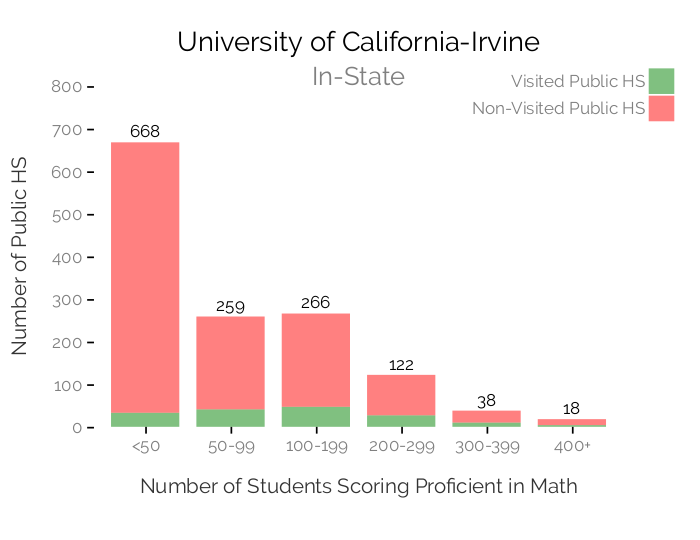 University of California-Irvine
In-State
Visited Public HS
Non-Visited Public HS
Number of Public HS
800
700
600
500
400
300
200
100
0
668
259
266
122
38
18
<50 50-99 100-199 200-299 300-399 400+
Number of Students Scoring Proficient in Math